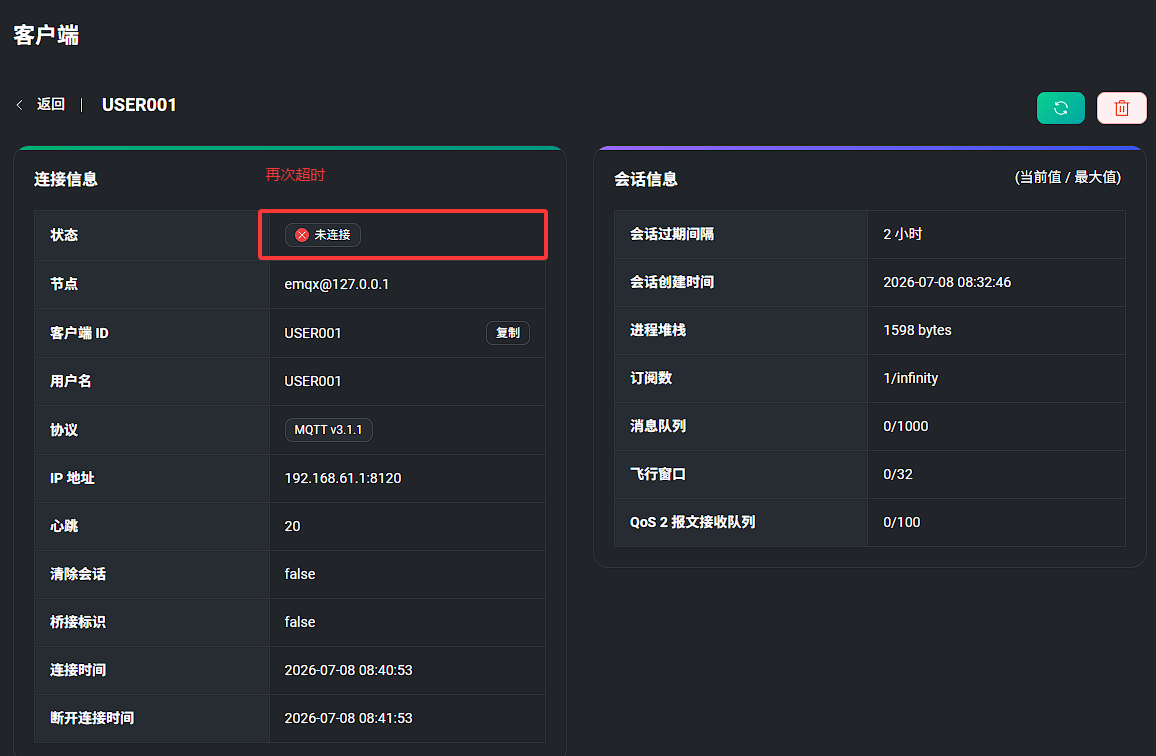 客户端
返回 | USER001
连接信息
再次超时
状态 未连接
节点 emqx@127.0.0.1
客户端 ID USER001 复制
用户名 USER001
协议 MQTT v3.1.1
IP 地址 192.168.61.1:8120
心跳 20
清除会话 false
桥接标识 false
连接时间 2026-07-08 08:40:53
断开连接时间 2026-07-08 08:41:53
会话信息 (当前值 / 最大值)
会话过期间隔 2 小时
会话创建时间 2026-07-08 08:32:46
进程堆栈 1598 bytes
订阅数 1/infinity
消息队列 0/1000
飞行窗口 0/32
QoS 2 报文接收队列 0/100